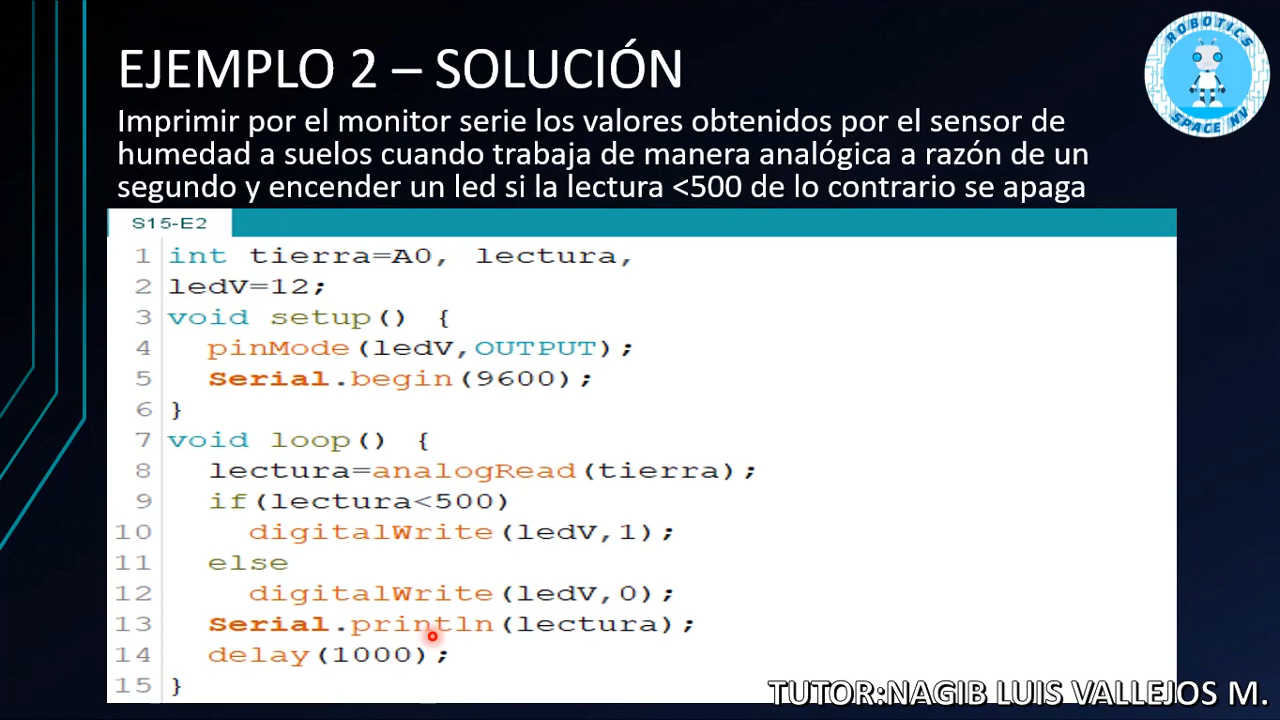 EJEMPLO 2 – SOLUCIÓN
ROBOTICS
SPACE NV
Imprimir por el monitor serie los valores obtenidos por el sensor de
humedad a suelos cuando trabaja de manera analógica a razón de un
segundo y encender un led si la lectura <500 de lo contrario se apaga
S15-E2
1 int tierra=A0, lectura,
2 ledV=12;
3 void setup() {
4 pinMode(ledV,OUTPUT);
5 Serial.begin(9600);
6 }
7 void loop() {
8 lectura=analogRead(tierra);
9 if(lectura<500)
10 digitalWrite(ledV,1);
11 else
12 digitalWrite(ledV,0);
13 Serial.println(lectura);
14 delay(1000);
15 }
TUTOR:NAGIB LUIS VALLEJOS M.